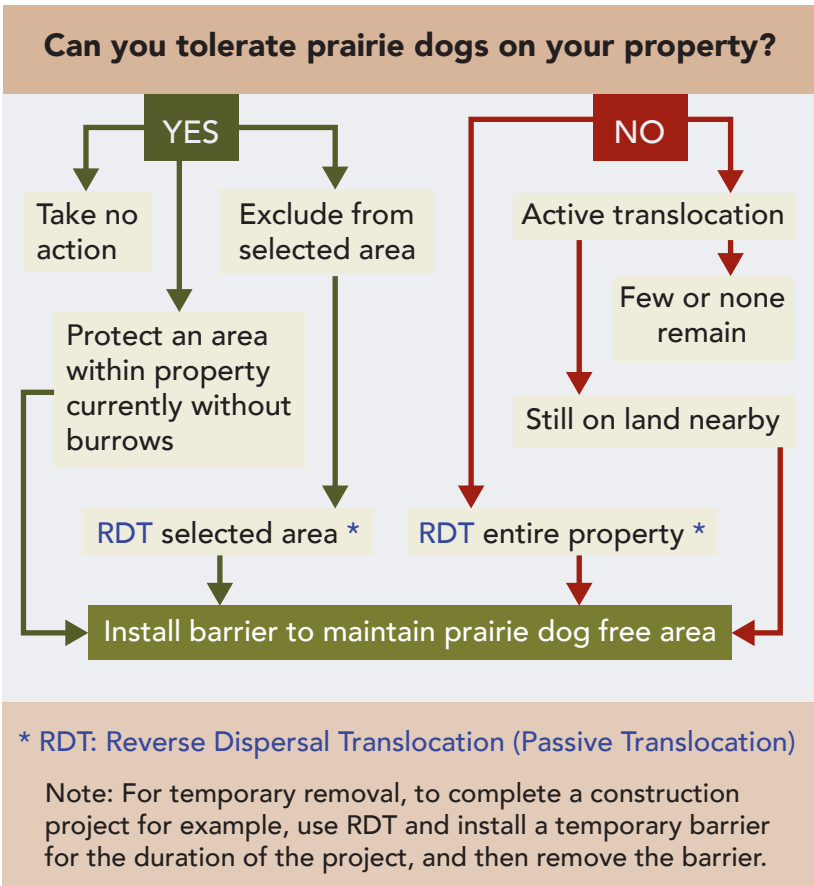 Can you tolerate prairie dogs on your property?
YES
NO
Take no
action
Exclude from
selected area
Active translocation
Few or none
remain
Protect an area
within property
currently without
burrows
Still on land nearby
RDT selected area *
RDT entire property *
Install barrier to maintain prairie dog free area
* RDT: Reverse Dispersal Translocation (Passive Translocation)
Note: For temporary removal, to complete a construction
project for example, use RDT and install a temporary barrier
for the duration of the project, and then remove the barrier.